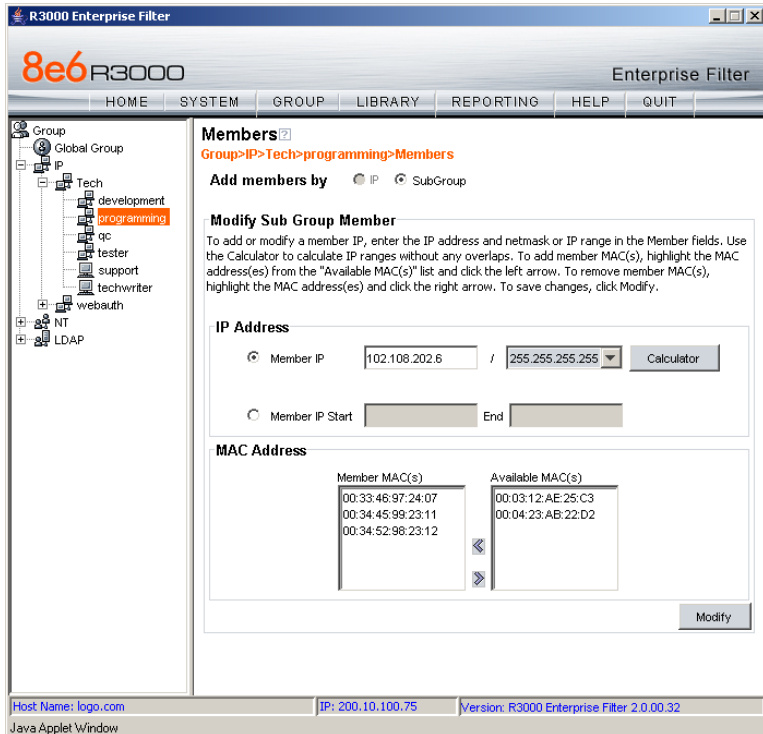 R3000 Enterprise Filter
8e6 R3000
Enterprise Filter
HOME SYSTEM GROUP LIBRARY REPORTING HELP QUIT
Group
Global Group
IP
Tech
development
programming
qc
tester
support
techwriter
webauth
NT
LDAP
Members ?
Group>IP>Tech>programming>Members
Add members by IP SubGroup
Modify Sub Group Member
To add or modify a member IP, enter the IP address and netmask or IP range in the Member fields. Use
the Calculator to calculate IP ranges without any overlaps. To add member MAC(s), highlight the MAC
address(es) from the "Available MAC(s)" list and click the left arrow. To remove member MAC(s),
highlight the MAC address(es) and click the right arrow. To save changes, click Modify.
IP Address
Member IP 102.108.202.6 / 255.255.255.255 Calculator
Member IP Start End
MAC Address
Member MAC(s)
00:33:46:97:24:07
00:34:45:99:23:11
00:34:52:98:23:12
Available MAC(s)
00:03:12:AE:25:C3
00:04:23:AB:22:D2
Modify
Host Name: logo.com IP: 200.10.100.75 Version: R3000 Enterprise Filter 2.0.00.32
Java Applet Window